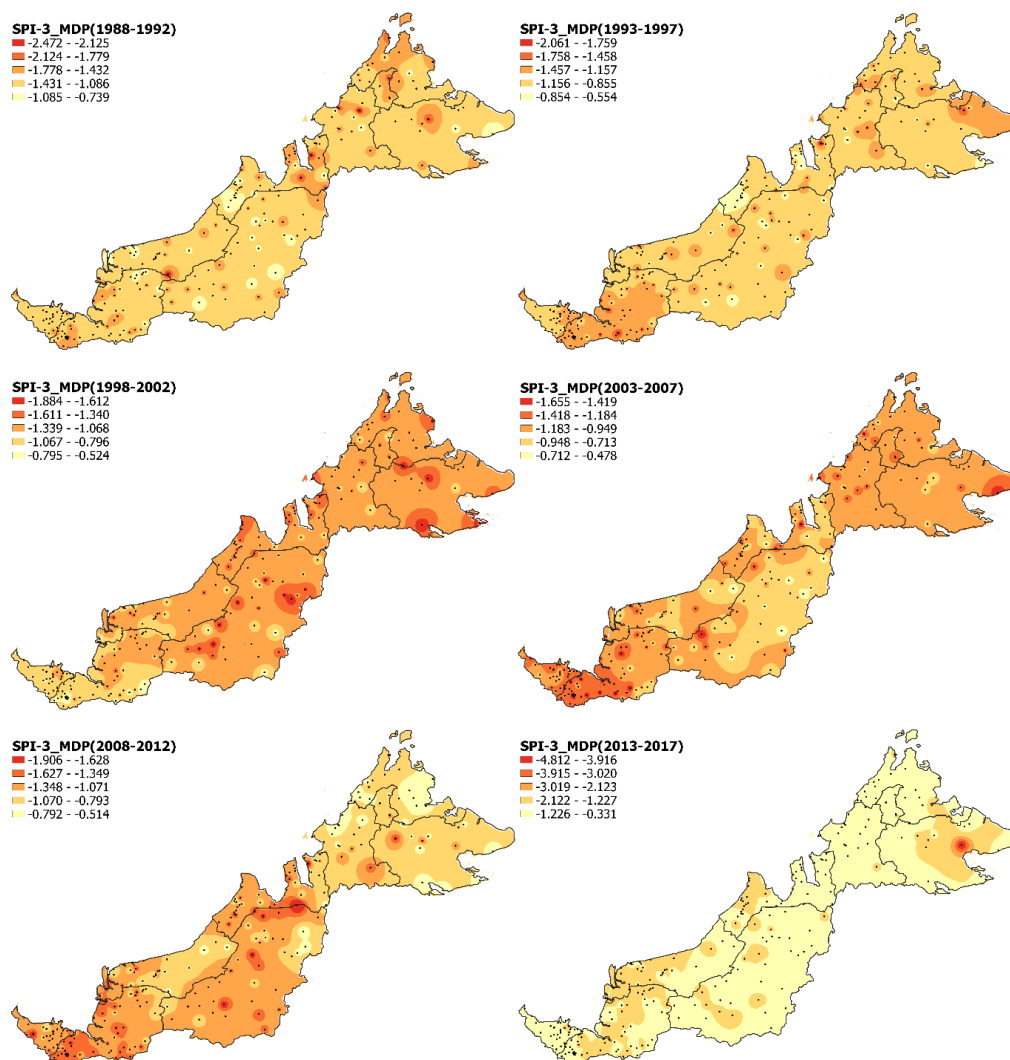 SPI-3_MDP(1988-1992)
-2.472 - -2.125
-2.124 - -1.779
-1.778 - -1.432
-1.431 - -1.086
-1.085 - -0.739
SPI-3_MDP(1993-1997)
-2.061 - -1.759
-1.758 - -1.458
-1.457 - -1.157
-1.156 - -0.855
-0.854 - -0.554
SPI-3_MDP(1998-2002)
-1.884 - -1.612
-1.611 - -1.340
-1.339 - -1.068
-1.067 - -0.796
-0.795 - -0.524
SPI-3_MDP(2003-2007)
-1.655 - -1.419
-1.418 - -1.184
-1.183 - -0.949
-0.948 - -0.713
-0.712 - -0.478
SPI-3_MDP(2008-2012)
-1.906 - -1.628
-1.627 - -1.349
-1.348 - -1.071
-1.070 - -0.793
-0.792 - -0.514
SPI-3_MDP(2013-2017)
-4.812 - -3.916
-3.915 - -3.020
-3.019 - -2.123
-2.122 - -1.227
-1.226 - -0.331